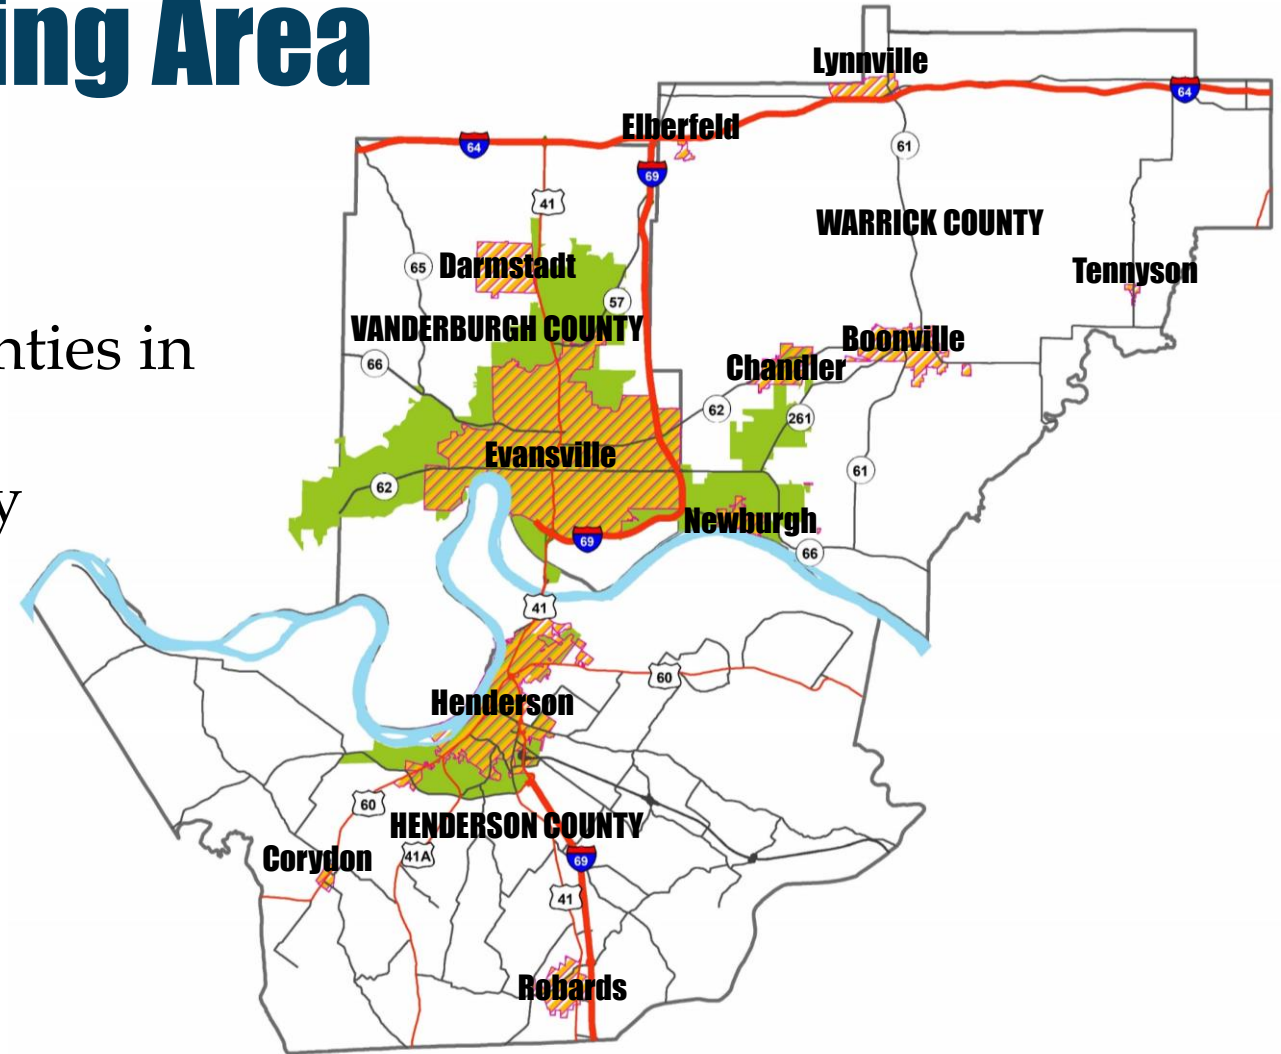 ing Area
Lynnville
64
Elberfeld
61
64
69
41
WARRICK COUNTY
65
Darmstadt
Tennyson
57
VANDERBURGH COUNTY
nties in
Boonville
66
Chandler
62
261
Evansville
61
62
y
Newburgh
69
66
41
60
Henderson
60
HENDERSON COUNTY
Corydon
41A
69
41
Robards